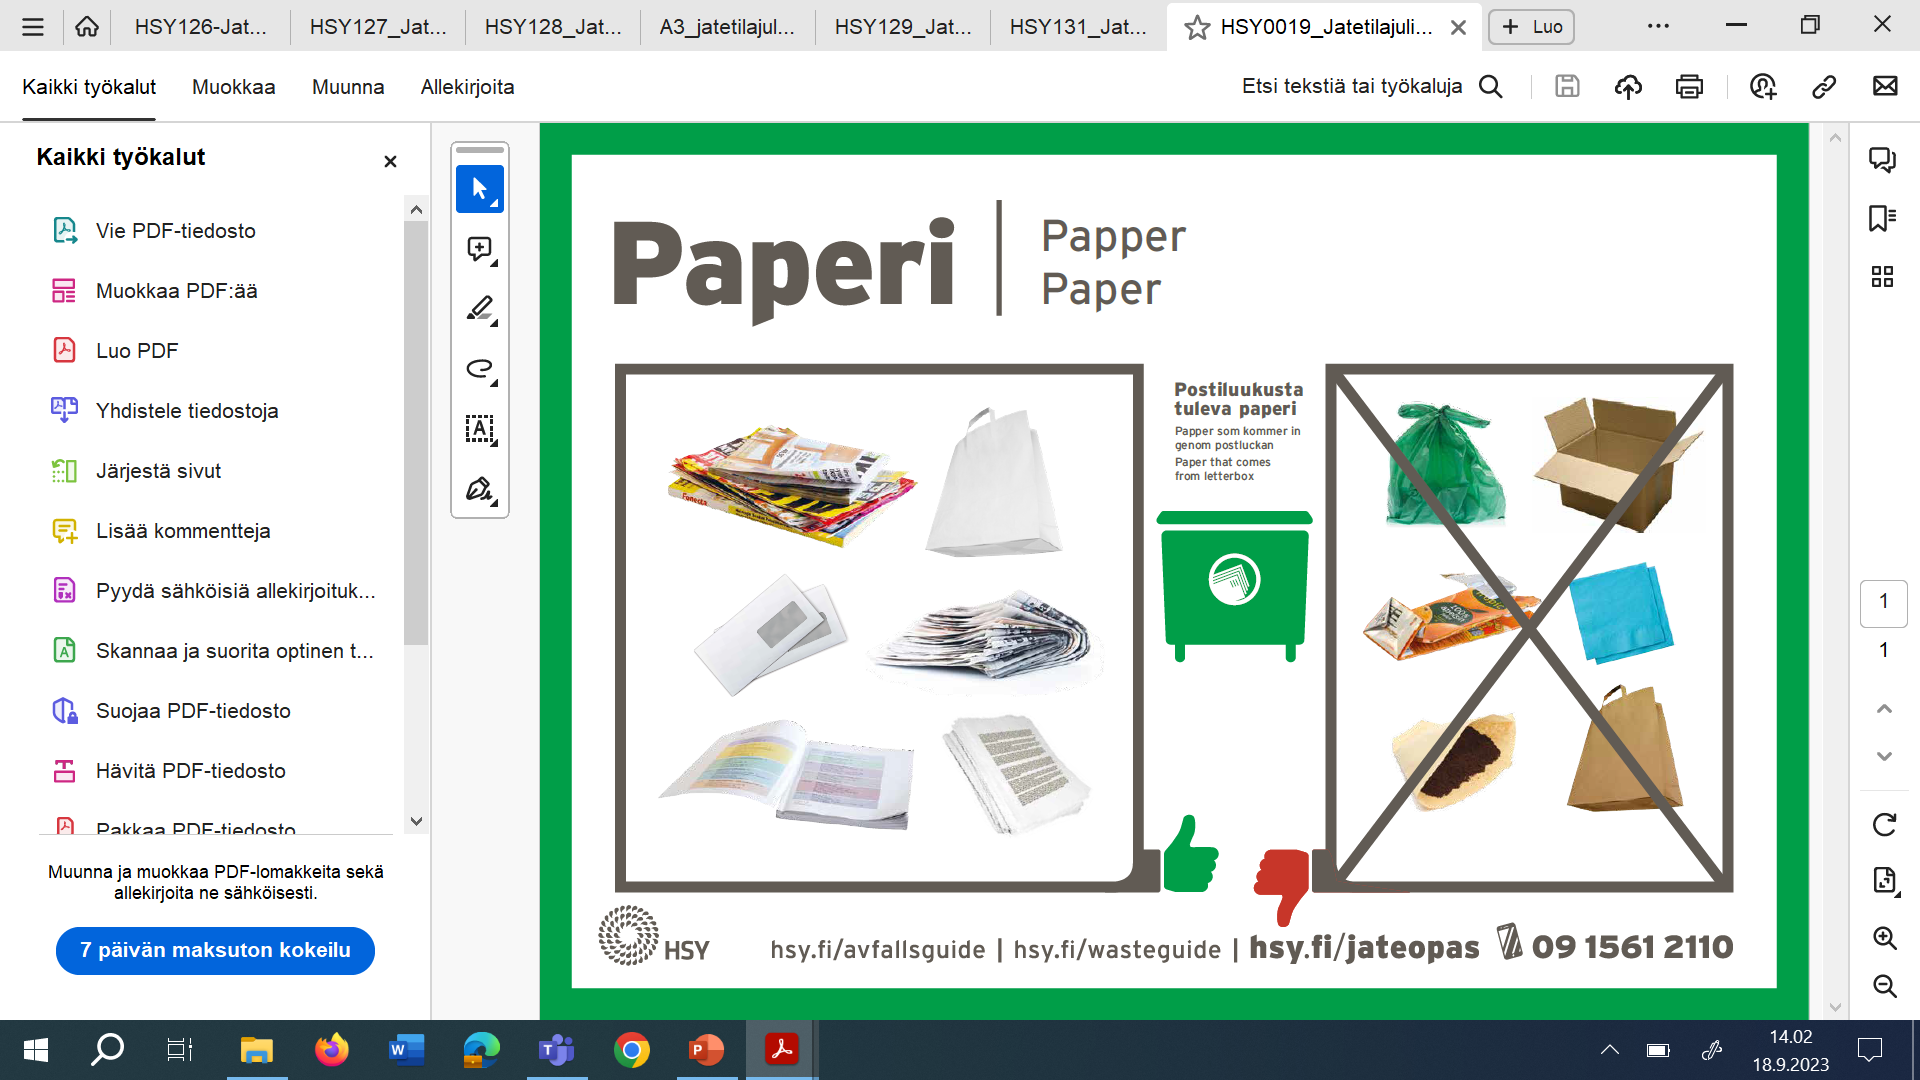 HSY126-Jat...
HSY127_Jat...
HSY128_Jat...
A3_jatetilajul...
HSY129_Jat...
HSY131_Jat...
HSY0019_Jatetilajuli...
Luo
Kaikki työkalut
Muokkaa
Muunna
Allekirjoita
Etsi tekstiä tai työkaluja
Kaikki työkalut
Vie PDF-tiedosto
Muokkaa PDF:ää
Luo PDF
Yhdistele tiedostoja
Järjestä sivut
Lisää kommentteja
Pyydä sähköisiä allekirjoituk...
Skannaa ja suorita optinen t...
Suojaa PDF-tiedosto
Hävitä PDF-tiedosto
Pakkaa PDF-tiedosto
Muunna ja muokkaa PDF-lomakkeita sekä
allekirjoita ne sähköisesti.
7 päivän maksuton kokeilu
Paperi
Papper
Paper
Postiluukusta
tuleva paperi
Papper som kommer in
genom postluckan
Paper that comes
from letterbox
Fonecta
HSY
hsy.fi/avfallsguide | hsy.fi/wasteguide | hsy.fi/jateopas
09 1561 2110
1
1
14.02
18.9.2023